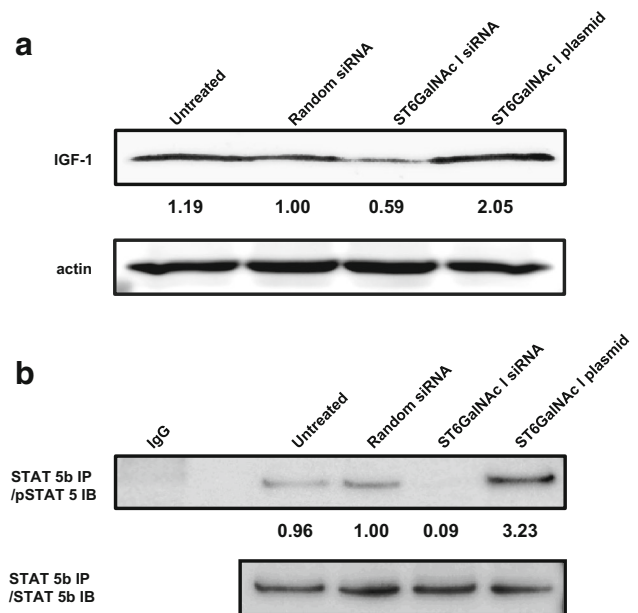 a
Untreated
Random siRNA
ST6GalNAc I siRNA
ST6GalNAc I plasmid
IGF-1
1.19 1.00 0.59 2.05
actin
b
IgG
Untreated
Random siRNA
ST6GalNAc I siRNA
ST6GalNAc I plasmid
STAT 5b IP
/pSTAT 5 IB
0.96 1.00 0.09 3.23
STAT 5b IP
/STAT 5b IB